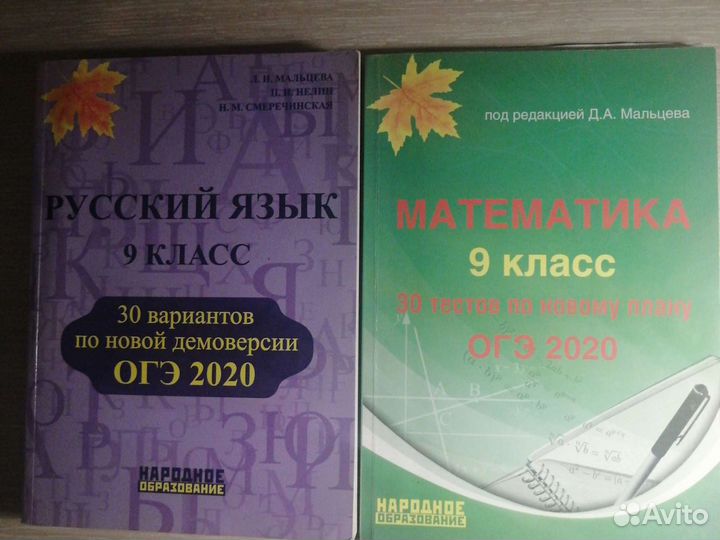 Л. И. МАЛЬЦЕВА
П. И. НЕЛИН
Н. М. СМЕРЕЧИНСКАЯ
РУССКИЙ ЯЗЫК
9 КЛАСС
30 вариантов
по новой демоверсии
ОГЭ 2020
НАРОДНОЕ
ОБРАЗОВАНИЕ
под редакцией Д.А. Мальцева
МАТЕМАТИКА
9 класс
30 тестов по новому плану
ОГЭ 2020
НАРОДНОЕ
ОБРАЗОВАНИЕ
Avito